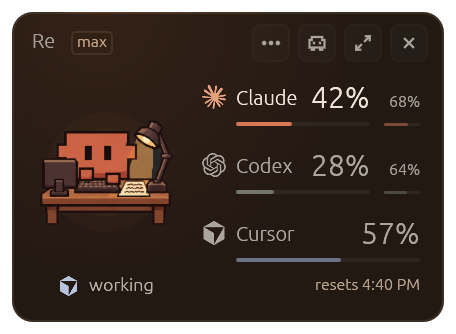 Re max
Claude 42% 68%
Codex 28% 64%
Cursor 57%
working resets 4:40 PM